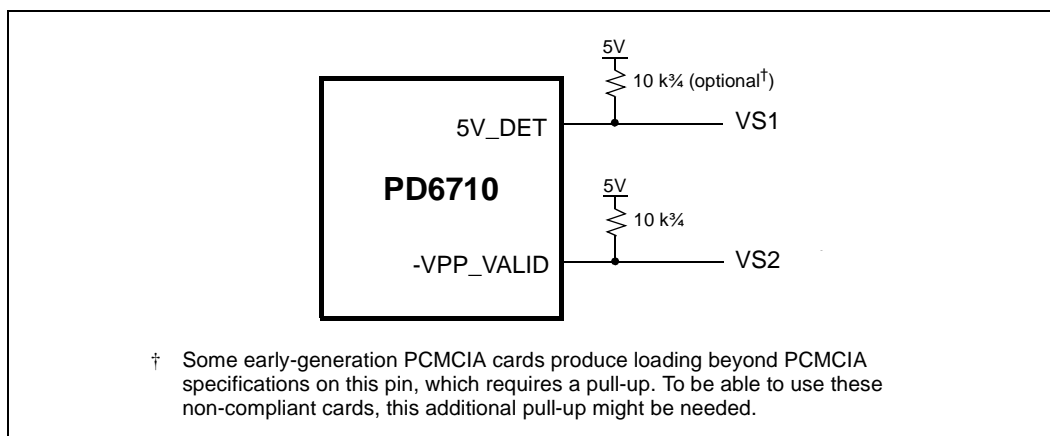 5V
10 k¾ (optional†)
5V_DET
VS1
PD6710
5V
10 k¾
-VPP_VALID
VS2
† Some early-generation PCMCIA cards produce loading beyond PCMCIA
specifications on this pin, which requires a pull-up. To be able to use these
non-compliant cards, this additional pull-up might be needed.